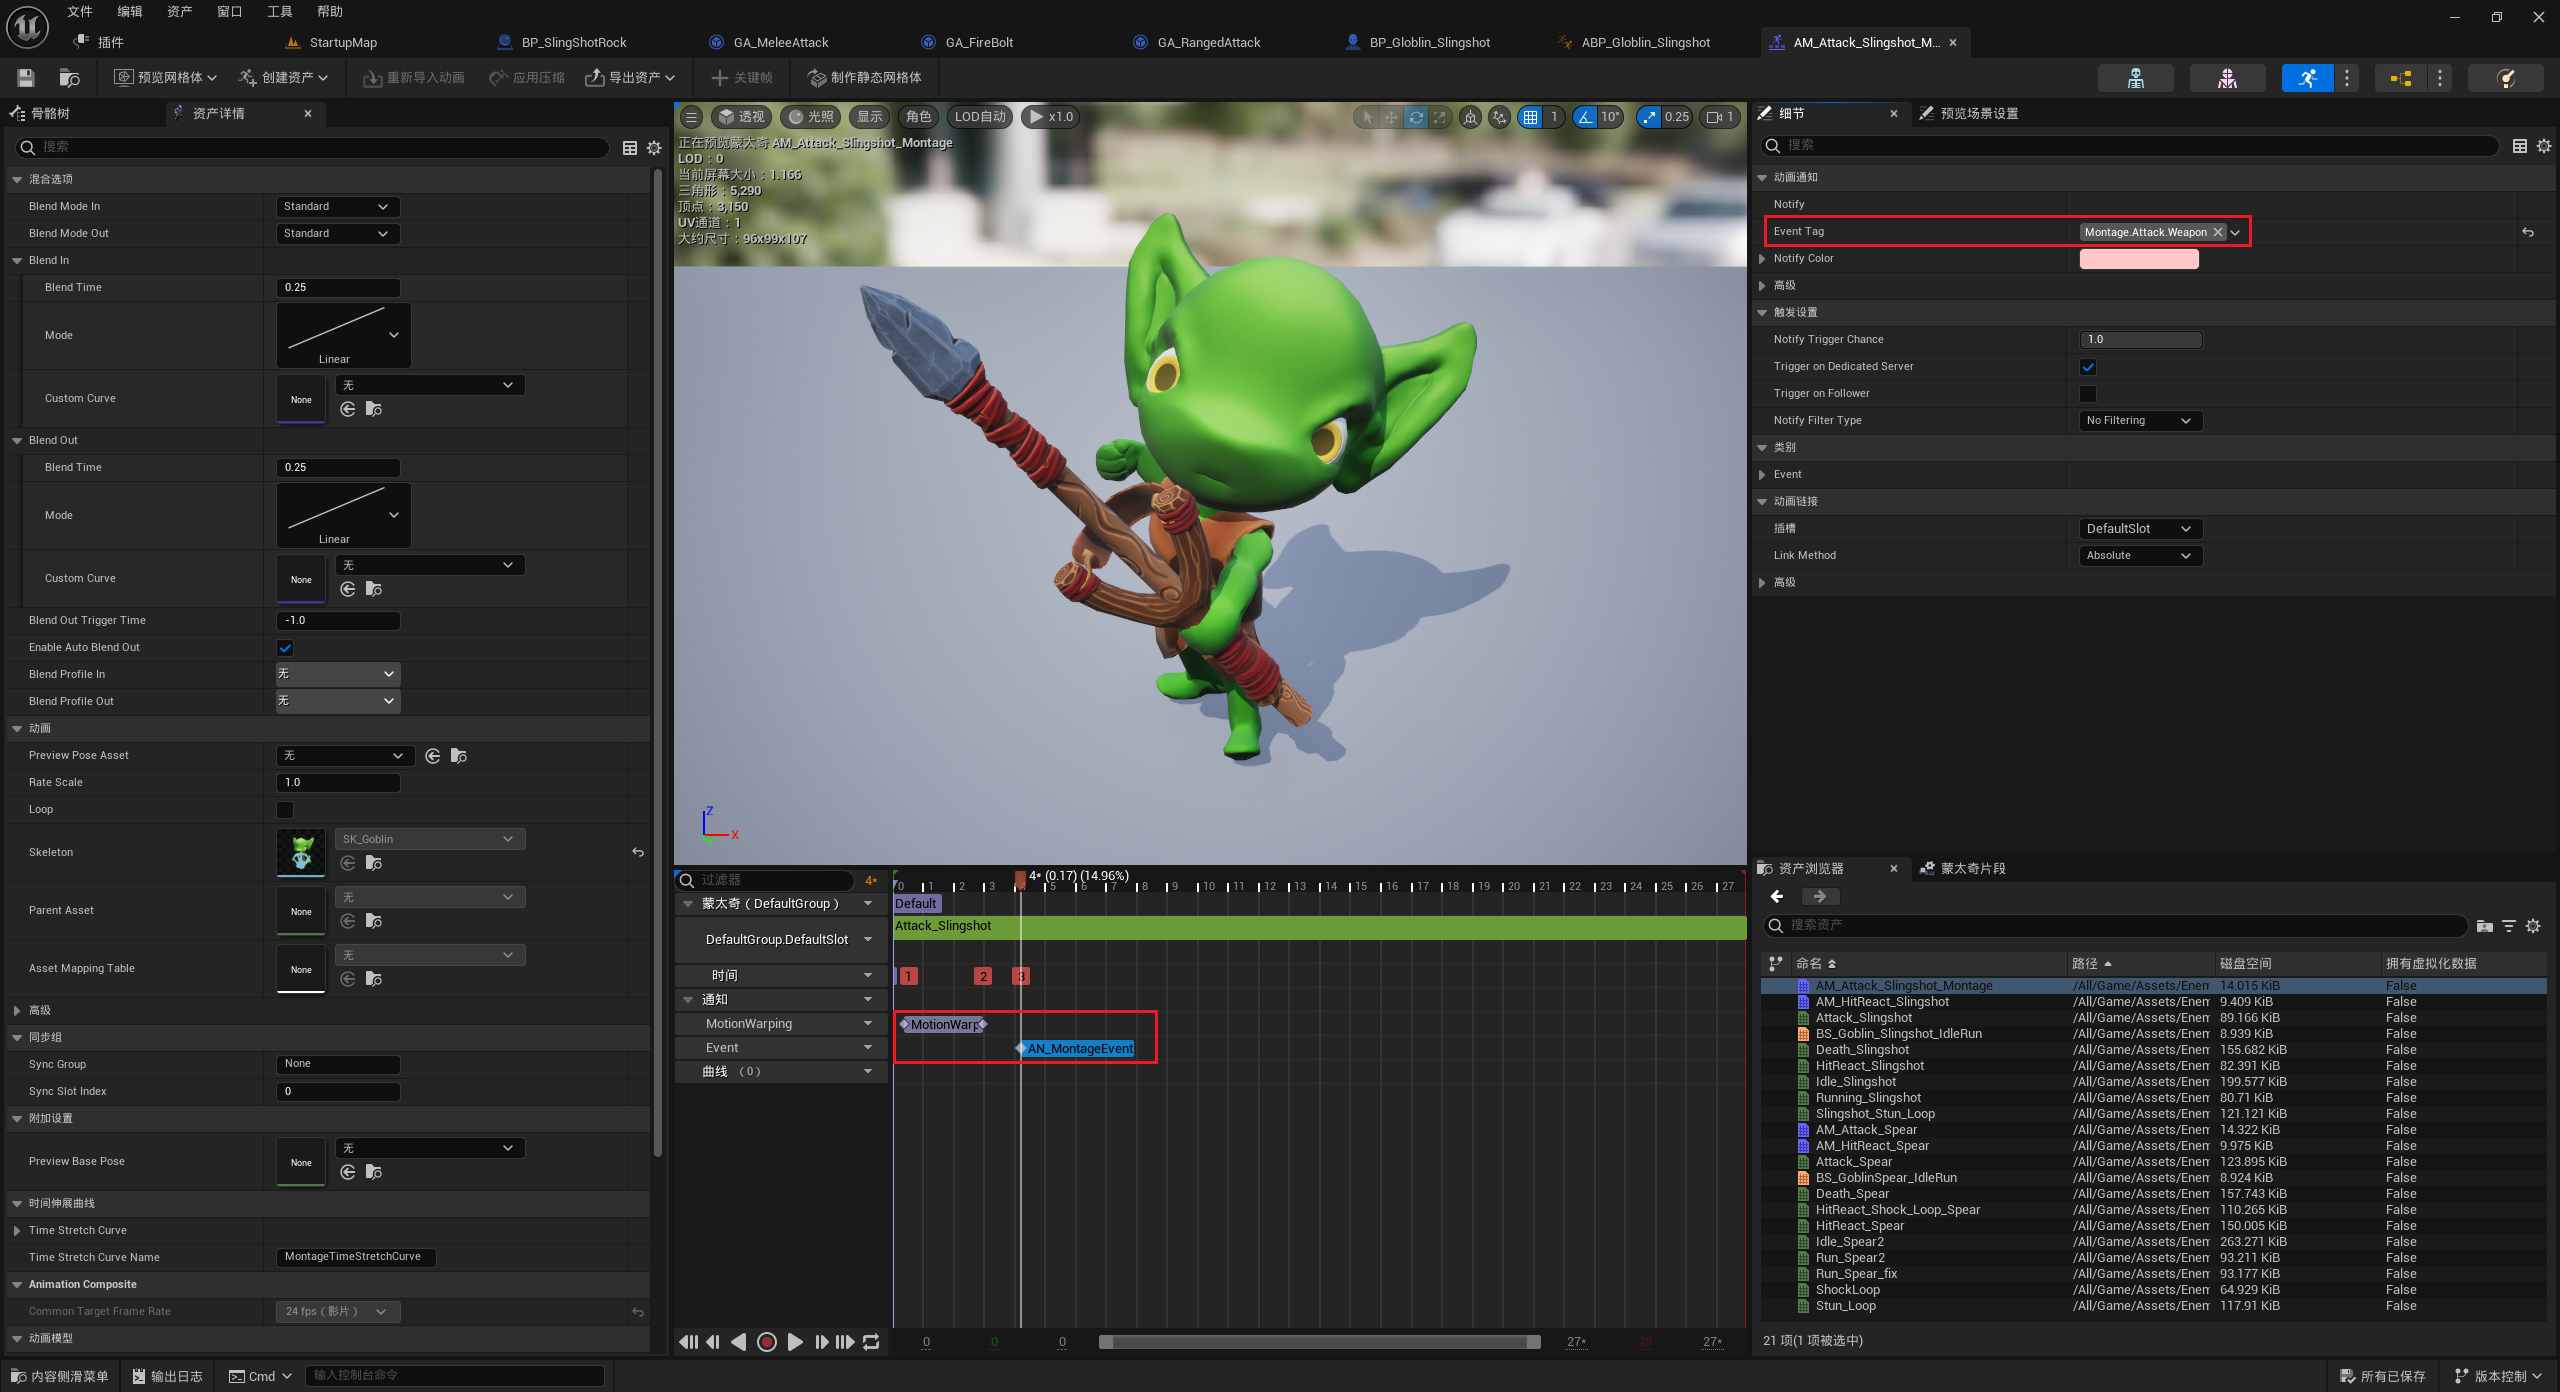 文件 编辑 资产 窗口 工具 帮助
插件 StartupMap BP_SlingShotRock GA_MeleeAttack GA_FireBolt GA_RangedAttack BP_Globlin_Slingshot ABP_Globlin_Slingshot AM_Attack_Slingshot_M...
预览网格体 创建资产 重新导入动画 应用压缩 导出资产 关键帧 制作静态网格体
骨骼树 资产详情
搜索
混合选项
Blend Mode In Standard
Blend Mode Out Standard
Blend In
Blend Time 0.25
Mode Linear
Custom Curve None 无
Blend Out
Blend Time 0.25
Mode Linear
Custom Curve None 无
Blend Out Trigger Time -1.0
Enable Auto Blend Out
Blend Profile In 无
Blend Profile Out 无
动画
Preview Pose Asset 无
Rate Scale 1.0
Loop
Skeleton SK_Goblin
Parent Asset None 无
Asset Mapping Table None 无
高级
同步组
Sync Group None
Sync Slot Index 0
附加设置
Preview Base Pose None 无
时间伸展曲线
Time Stretch Curve
Time Stretch Curve Name MontageTimeStretchCurve
Animation Composite
Common Target Frame Rate 24 fps（影片）
动画模型
透视 光照 显示 角色 LOD自动 x1.0 1 10° 0.25 1
正在预览蒙太奇 AM_Attack_Slingshot_Montage
LOD：0
当前屏幕大小：1.166
三角形：5,290
顶点：3,150
UV通道：1
大约尺寸：96x99x107
Z
X
过滤器 4*
4* (0.17) (14.96%)
0 1 2 3 5 6 7 8 9 10 11 12 13 14 15 16 17 18 19 20 21 22 23 24 25 26 27
蒙太奇（DefaultGroup） Default
Attack_Slingshot
DefaultGroup.DefaultSlot
时间 1 2 3
通知
MotionWarping MotionWarp
Event AN_MontageEvent
曲线 （0）
0 0 0 27* 28 27*
细节 预览场景设置
搜索
动画通知
Notify
Event Tag Montage.Attack.Weapon
Notify Color
高级
触发设置
Notify Trigger Chance 1.0
Trigger on Dedicated Server
Trigger on Follower
Notify Filter Type No Filtering
类别
Event
动画链接
插槽 DefaultSlot
Link Method Absolute
高级
资产浏览器 蒙太奇片段
搜索资产
命名 路径 磁盘空间 拥有虚拟化数据
AM_Attack_Slingshot_Montage /All/Game/Assets/Enem 14.015 KiB False
AM_HitReact_Slingshot /All/Game/Assets/Enem 9.409 KiB False
Attack_Slingshot /All/Game/Assets/Enem 89.166 KiB False
BS_Goblin_Slingshot_IdleRun /All/Game/Assets/Enem 8.939 KiB False
Death_Slingshot /All/Game/Assets/Enem 155.682 KiB False
HitReact_Slingshot /All/Game/Assets/Enem 82.391 KiB False
Idle_Slingshot /All/Game/Assets/Enem 199.577 KiB False
Running_Slingshot /All/Game/Assets/Enem 80.71 KiB False
Slingshot_Stun_Loop /All/Game/Assets/Enem 121.121 KiB False
AM_Attack_Spear /All/Game/Assets/Enem 14.322 KiB False
AM_HitReact_Spear /All/Game/Assets/Enem 9.975 KiB False
Attack_Spear /All/Game/Assets/Enem 123.895 KiB False
BS_GoblinSpear_IdleRun /All/Game/Assets/Enem 8.924 KiB False
Death_Spear /All/Game/Assets/Enem 157.743 KiB False
HitReact_Shock_Loop_Spear /All/Game/Assets/Enem 110.265 KiB False
HitReact_Spear /All/Game/Assets/Enem 150.005 KiB False
Idle_Spear2 /All/Game/Assets/Enem 263.271 KiB False
Run_Spear2 /All/Game/Assets/Enem 93.211 KiB False
Run_Spear_fix /All/Game/Assets/Enem 93.177 KiB False
ShockLoop /All/Game/Assets/Enem 64.929 KiB False
Stun_Loop /All/Game/Assets/Enem 117.91 KiB False
21 项(1 项被选中)
内容侧滑菜单 输出日志 Cmd 输入控制台命令 所有已保存 版本控制